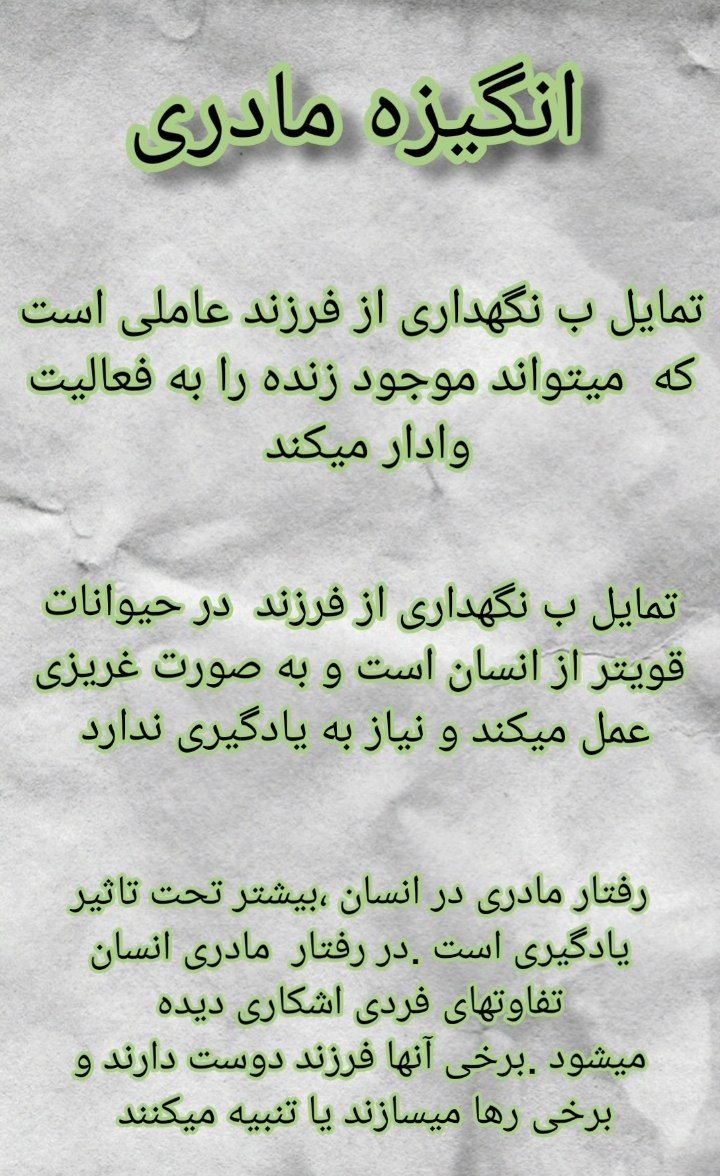 انگیزه مادری
تمایل ب نگهداری از فرزند عاملی است
که میتواند موجود زنده را به فعالیت
وادار میکند
تمایل ب نگهداری از فرزند در حیوانات
قویتر از انسان است و به صورت غریزی
عمل میکند و نیاز به یادگیری ندارد
رفتار مادری در انسان ،بیشتر تحت تاثیر
یادگیری است .در رفتار مادری انسان
تفاوتهای فردی اشکاری دیده
میشود .برخی آنها فرزند دوست دارند و
برخی رها میسازند یا تنبیه میکنند